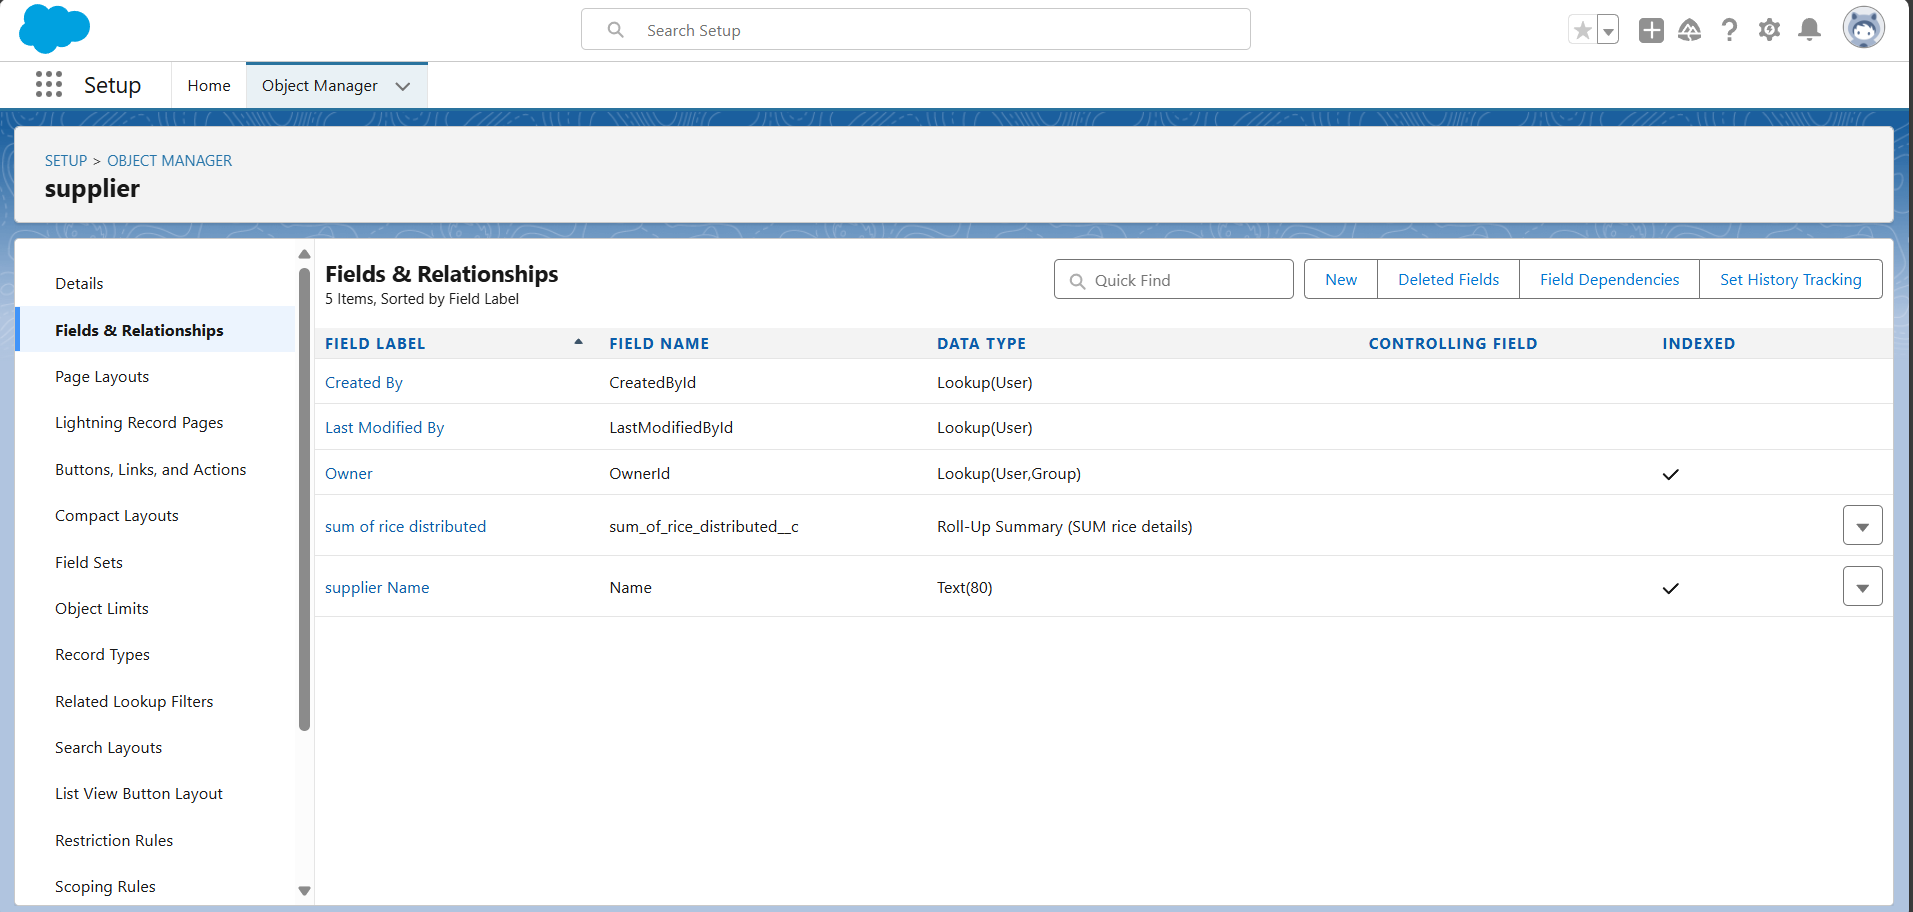 Search Setup
Setup
Home
Object Manager
SETUP > OBJECT MANAGER
supplier
Details
Fields & Relationships
Page Layouts
Lightning Record Pages
Buttons, Links, and Actions
Compact Layouts
Field Sets
Object Limits
Record Types
Related Lookup Filters
Search Layouts
List View Button Layout
Restriction Rules
Scoping Rules
Fields & Relationships
5 Items, Sorted by Field Label
Quick Find
New
Deleted Fields
Field Dependencies
Set History Tracking
FIELD LABEL FIELD NAME DATA TYPE CONTROLLING FIELD INDEXED
Created By CreatedById Lookup(User)
Last Modified By LastModifiedById Lookup(User)
Owner OwnerId Lookup(User,Group)
sum of rice distributed sum_of_rice_distributed__c Roll-Up Summary (SUM rice details)
supplier Name Name Text(80)